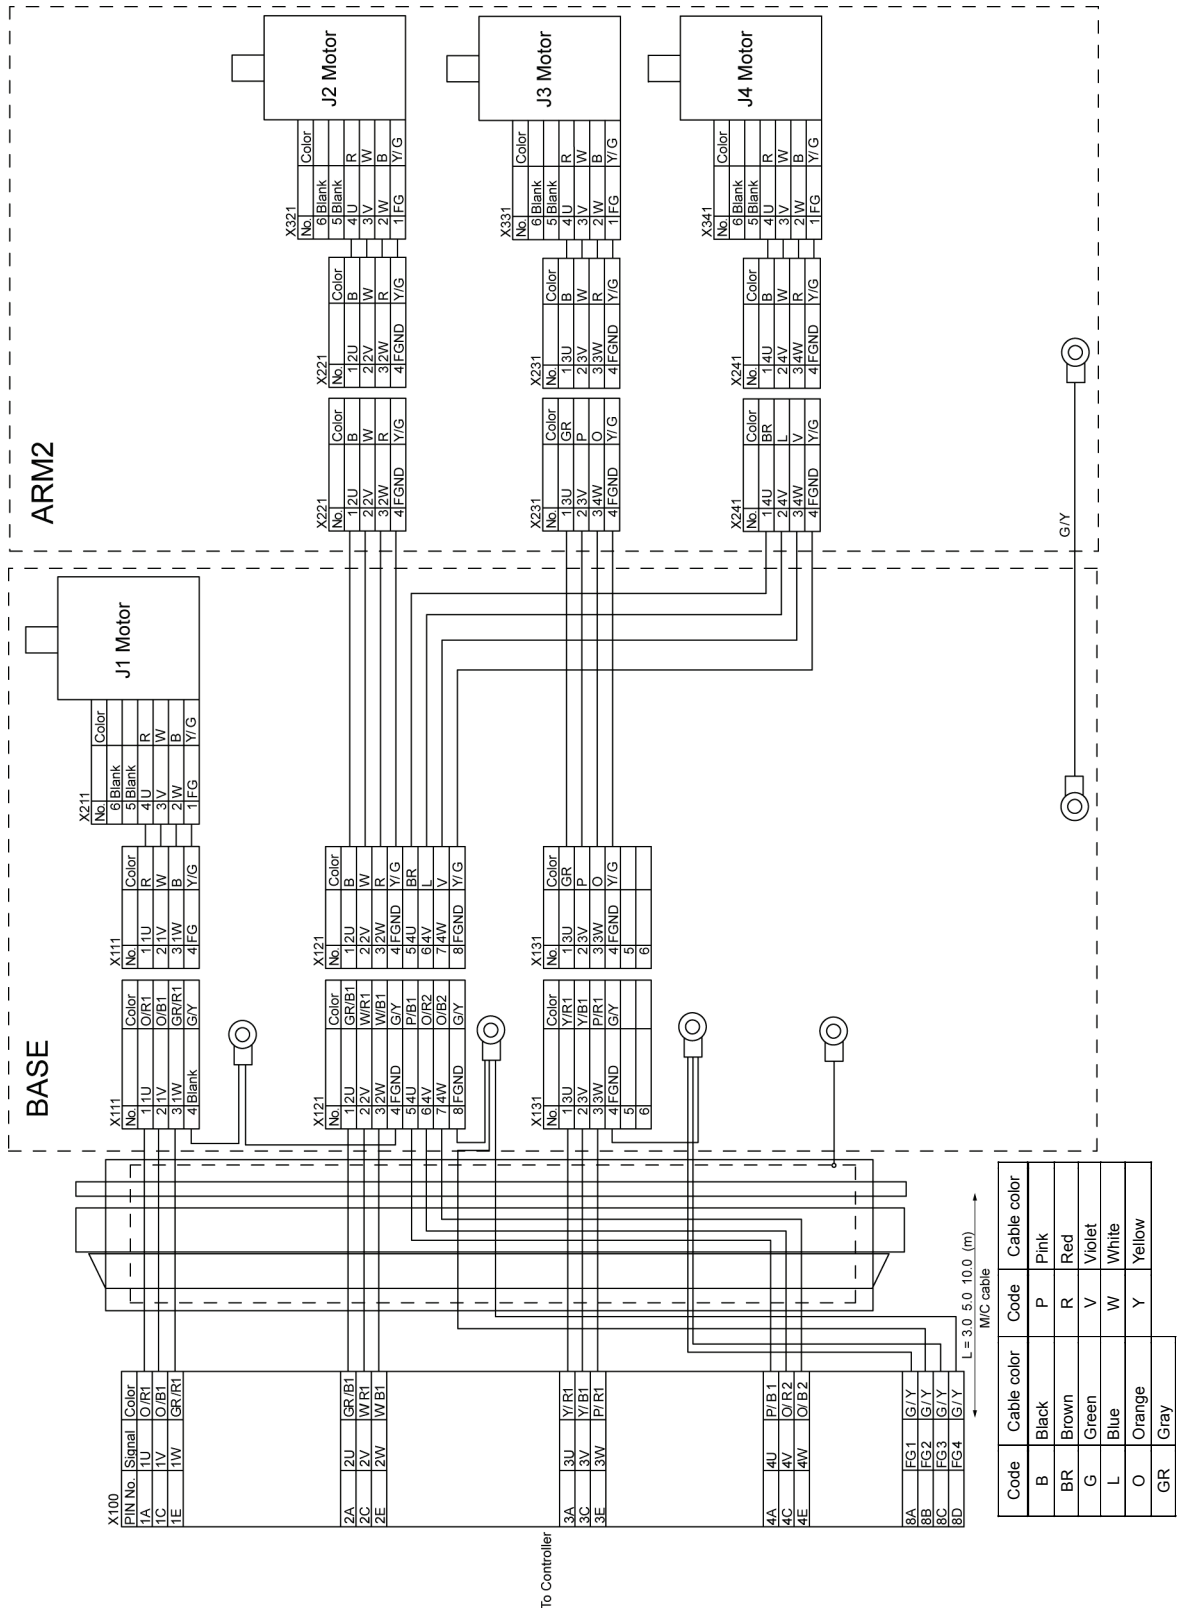 X100
PIN No. Signal Color
1A 1U O/R1
1C 1V O/B1
1E 1W GR/R1
2A 2U GR/B1
2C 2V W R1
2E 2W W B1
3A 3U Y/R1
3C 3V Y/B1
3E 3W P/R1
4A 4U P/B1
4C 4V O/R2
4E 4W O/B2
8A FG1 G/Y
8B FG2 G/Y
8C FG3 G/Y
8D FG4 G/Y
To Controller
L = 3.0 5.0 10.0 (m)
M/C cable
BASE
X111
No. Color
1 1U O/R1
2 1V O/B1
3 1W GR/R1
4 Blank G/Y
X111
No. Color
1 1U R
2 1V W
3 1W B
4 FG Y/G
X211
No. Color
6 Blank
5 Blank
4 U R
3 V W
2 W B
1 FG Y/G
J1 Motor
X121
No. Color
1 2U GR/B1
2 2V W/R1
3 2W W/B1
4 FGND G/Y
5 4U P/B1
6 4V O/R2
7 4W O/B2
8 FGND G/Y
X121
No. Color
1 2U B
2 2V W
3 2W R
4 FGND Y/G
5 4U BR
6 4V L
7 4W V
8 FGND Y/G
X131
No. Color
1 3U Y/R1
2 3V Y/B1
3 3W P/R1
4 FGND G/Y
5
6
X131
No. Color
1 3U GR
2 3V P
3 3W O
4 FGND Y/G
5
6
ARM2
X221
No. Color
1 2U B
2 2V W
3 2W R
4 FGND Y/G
X221
No. Color
1 2U B
2 2V W
3 2W R
4 FGND Y/G
X321
No. Color
6 Blank
5 Blank
4 U R
3 V W
2 W B
1 FG Y/G
J2 Motor
X231
No. Color
1 3U GR
2 3V P
3 4W O
4 FGND Y/G
X231
No. Color
1 3U B
2 3V W
3 3W R
4 FGND Y/G
X331
No. Color
6 Blank
5 Blank
4 U R
3 V W
2 W B
1 FG Y/G
J3 Motor
X241
No. Color
1 4U BR
2 4V L
3 4W V
4 FGND Y/G
X241
No. Color
1 4U B
2 4V W
3 4W R
4 FGND Y/G
X341
No. Color
6 Blank
5 Blank
4 U R
3 V W
2 W B
1 FG Y/G
J4 Motor
G/Y
Code Cable color Code Cable color
B Black P Pink
BR Brown R Red
G Green V Violet
L Blue W White
O Orange Y Yellow
GR Gray